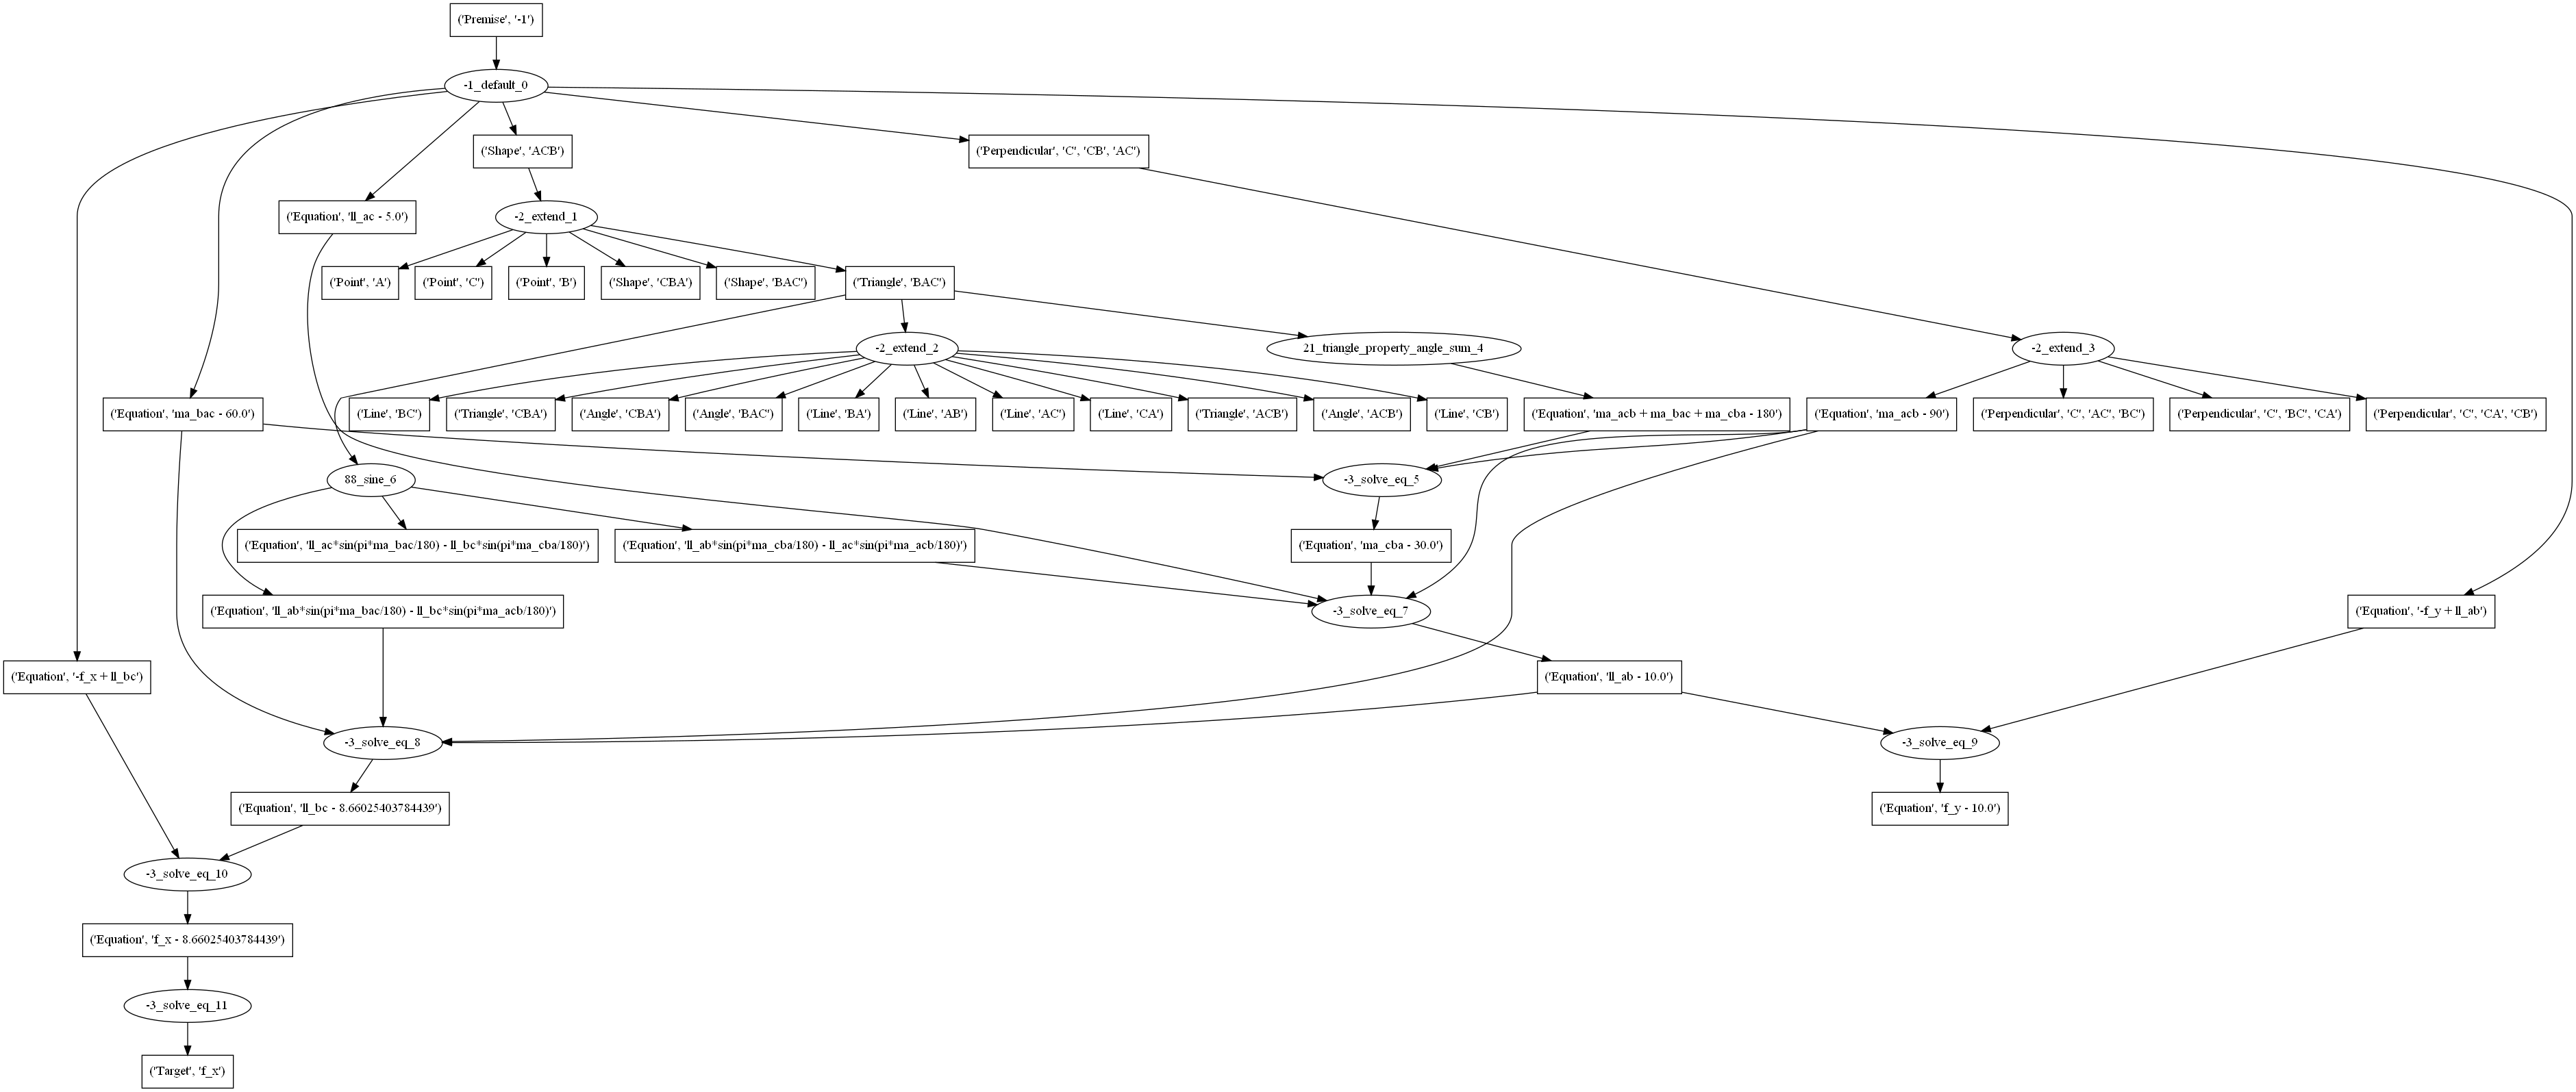 ('Premise', '-1')
-1_default_0
('Shape', 'ACB')
('Perpendicular', 'C', 'CB', 'AC')
('Equation', 'll_ac - 5.0')
-2_extend_1
('Point', 'A')
('Point', 'C')
('Point', 'B')
('Shape', 'CBA')
('Shape', 'BAC')
('Triangle', 'BAC')
-2_extend_2
21_triangle_property_angle_sum_4
-2_extend_3
('Equation', 'ma_bac - 60.0')
('Line', 'BC')
('Triangle', 'CBA')
('Angle', 'CBA')
('Angle', 'BAC')
('Line', 'BA')
('Line', 'AB')
('Line', 'AC')
('Line', 'CA')
('Triangle', 'ACB')
('Angle', 'ACB')
('Line', 'CB')
('Equation', 'ma_acb + ma_bac + ma_cba - 180')
('Equation', 'ma_acb - 90')
('Perpendicular', 'C', 'AC', 'BC')
('Perpendicular', 'C', 'BC', 'CA')
('Perpendicular', 'C', 'CA', 'CB')
88_sine_6
-3_solve_eq_5
('Equation', 'll_ac*sin(pi*ma_bac/180) - ll_bc*sin(pi*ma_cba/180)')
('Equation', 'll_ab*sin(pi*ma_cba/180) - ll_ac*sin(pi*ma_acb/180)')
('Equation', 'ma_cba - 30.0')
('Equation', 'll_ab*sin(pi*ma_bac/180) - ll_bc*sin(pi*ma_acb/180)')
-3_solve_eq_7
('Equation', '-f_y + ll_ab')
('Equation', '-f_x + ll_bc')
('Equation', 'll_ab - 10.0')
-3_solve_eq_8
-3_solve_eq_9
('Equation', 'll_bc - 8.66025403784439')
('Equation', 'f_y - 10.0')
-3_solve_eq_10
('Equation', 'f_x - 8.66025403784439')
-3_solve_eq_11
('Target', 'f_x')